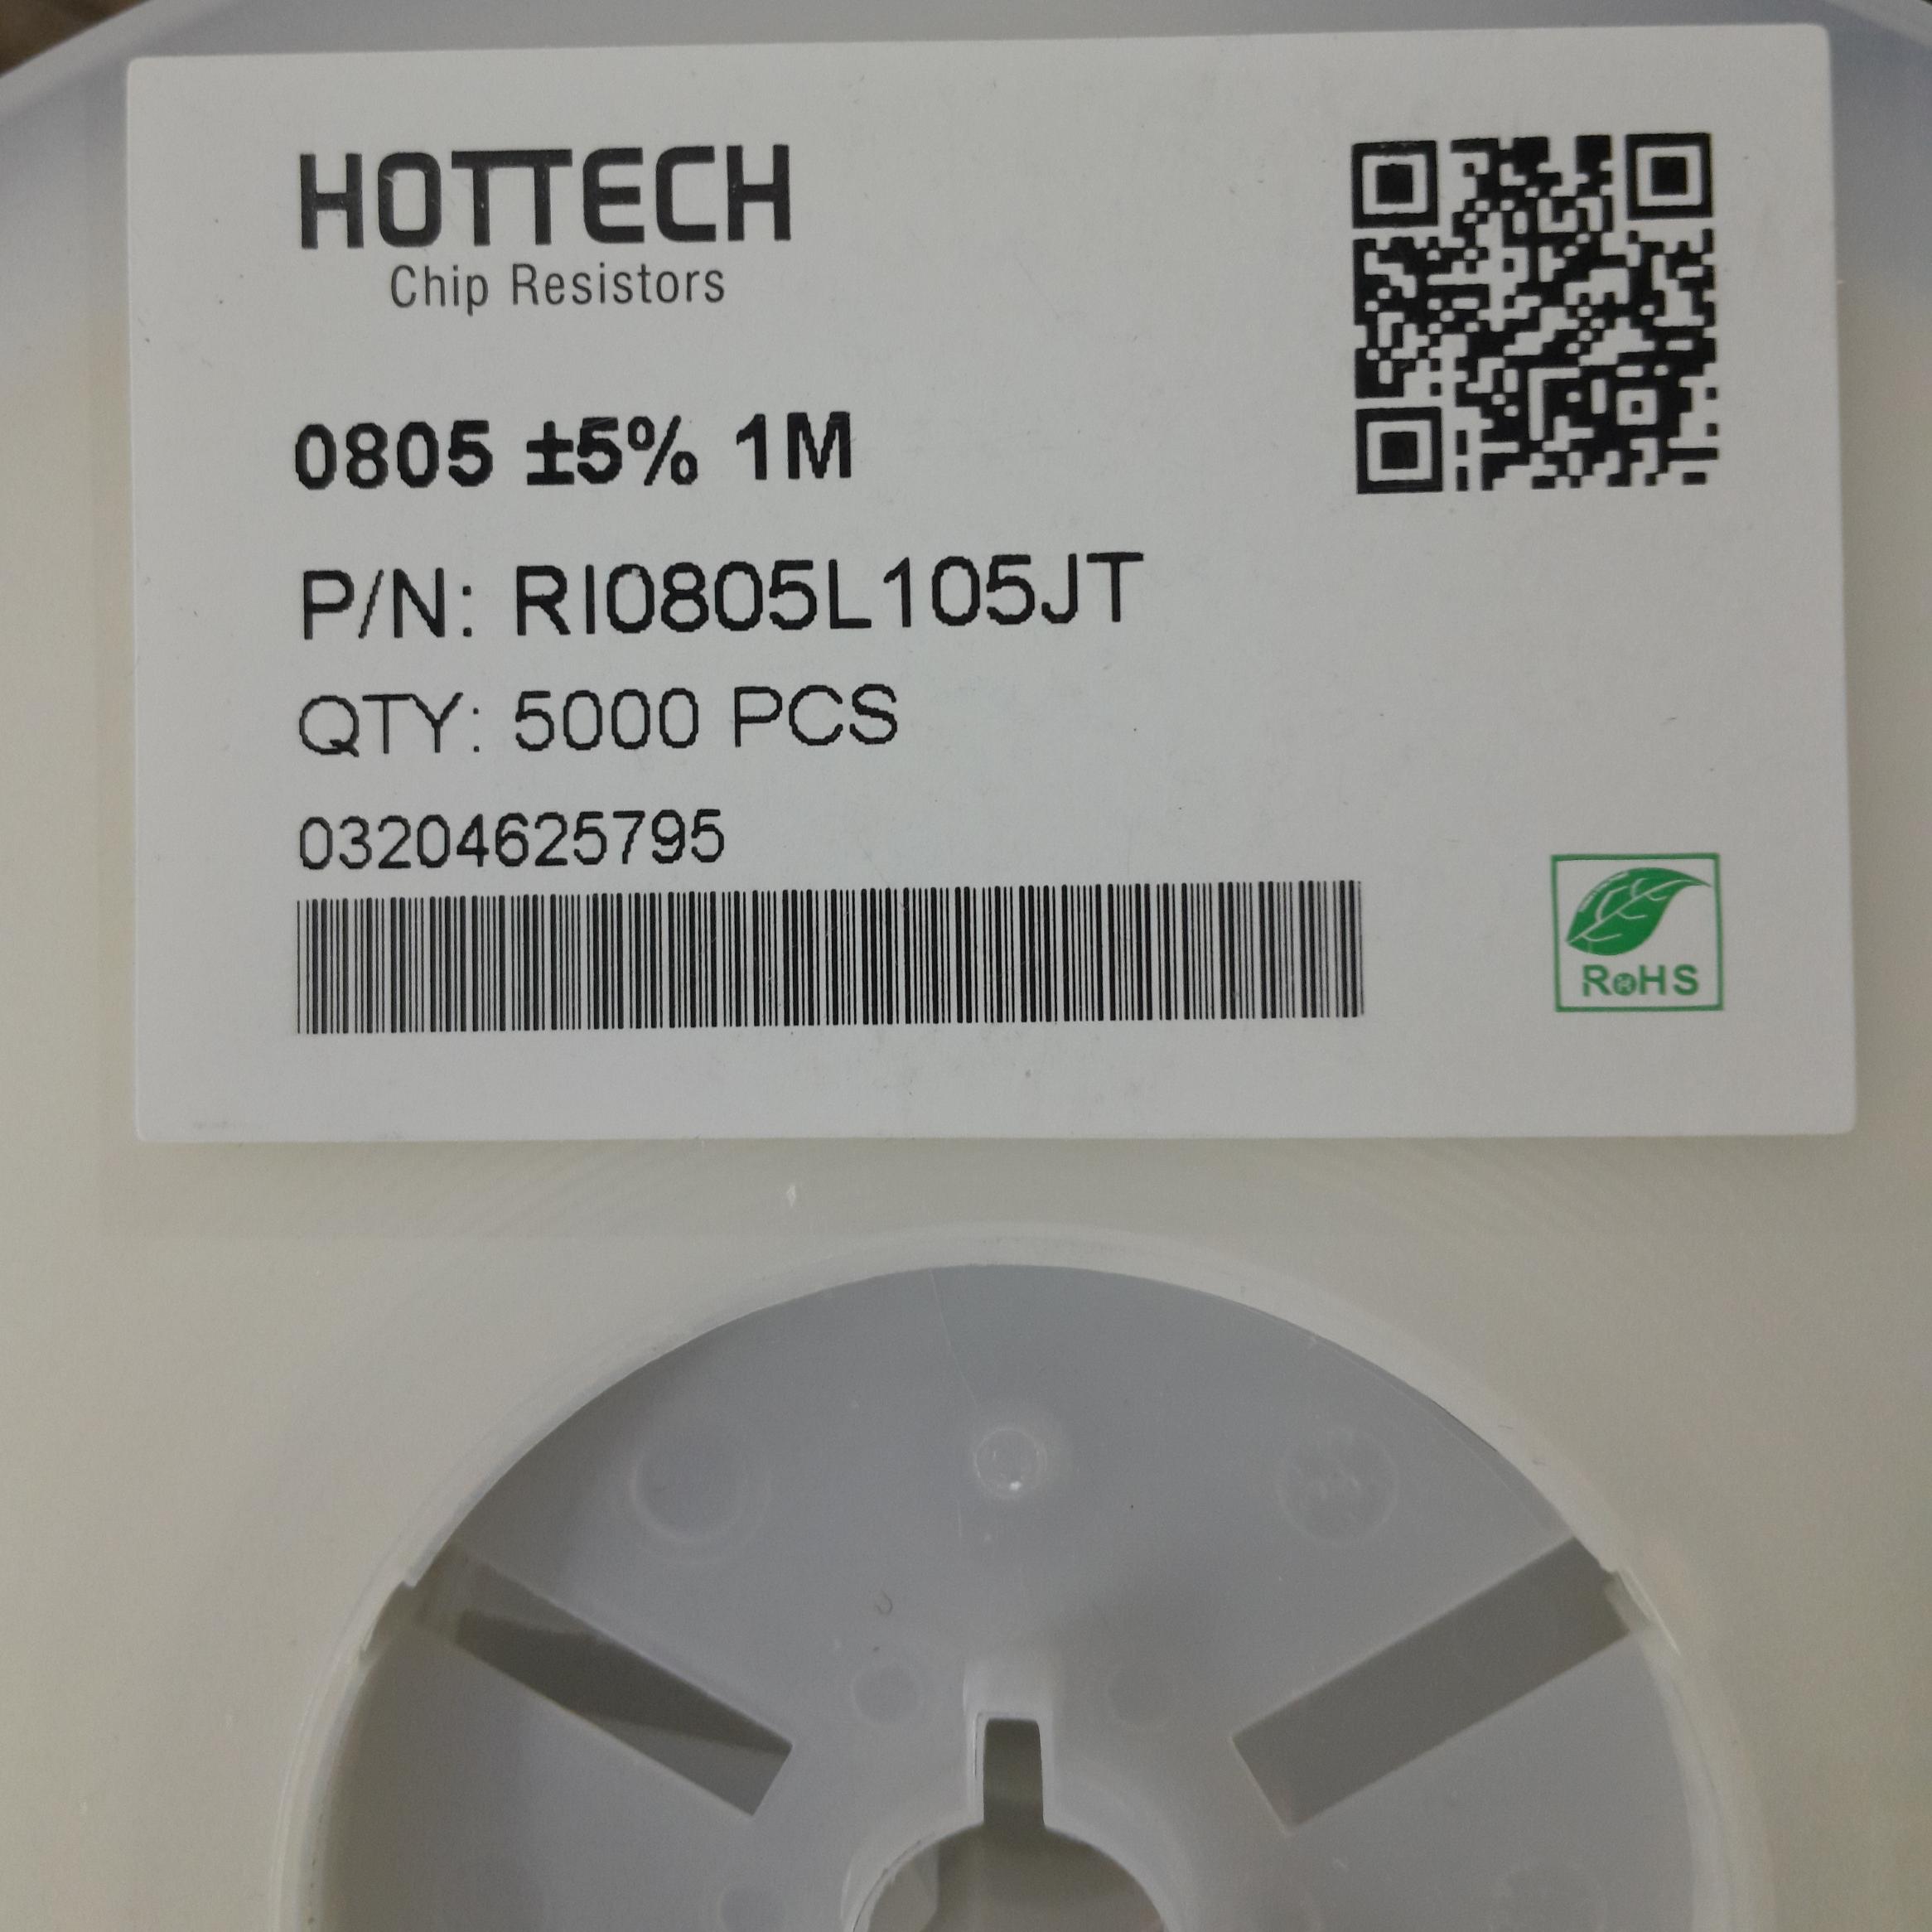 HOTTECH
Chip Resistors
0805 ±5% 1M
P/N: RI0805L105JT
QTY: 5000 PCS
03204625795
RoHS